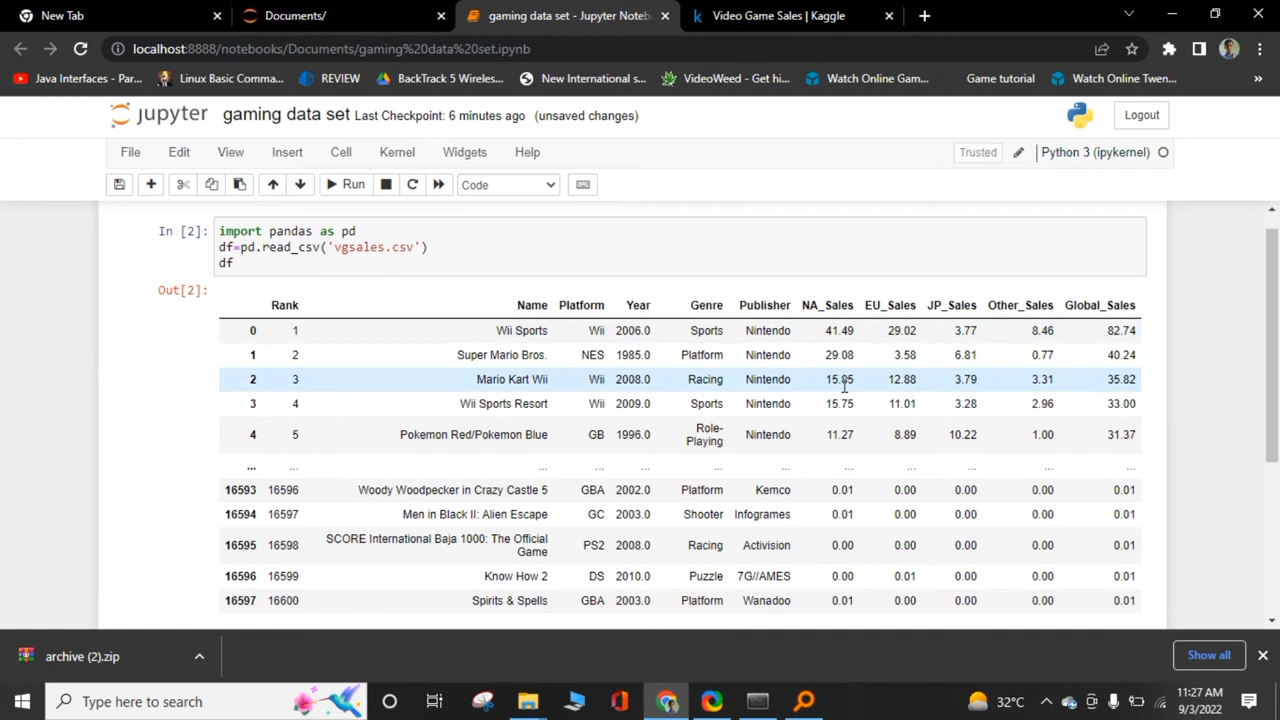 New Tab
Documents/
gaming data set - Jupyter Noteb
Video Game Sales | Kaggle
localhost:8888/notebooks/Documents/gaming%20data%20set.ipynb
Java Interfaces - Par...
Linux Basic Comma...
REVIEW
BackTrack 5 Wireles...
New International s...
VideoWeed - Get hi...
Watch Online Gam...
Game tutorial
Watch Online Twen...
jupyter gaming data set Last Checkpoint: 6 minutes ago (unsaved changes)
Logout
File Edit View Insert Cell Kernel Widgets Help
Trusted Python 3 (ipykernel)
Run Code
In [2]: import pandas as pd
df=pd.read_csv('vgsales.csv')
df
Out[2]:
Rank Name Platform Year Genre Publisher NA_Sales EU_Sales JP_Sales Other_Sales Global_Sales
0 1 Wii Sports Wii 2006.0 Sports Nintendo 41.49 29.02 3.77 8.46 82.74
1 2 Super Mario Bros. NES 1985.0 Platform Nintendo 29.08 3.58 6.81 0.77 40.24
2 3 Mario Kart Wii Wii 2008.0 Racing Nintendo 15.85 12.88 3.79 3.31 35.82
3 4 Wii Sports Resort Wii 2009.0 Sports Nintendo 15.75 11.01 3.28 2.96 33.00
4 5 Pokemon Red/Pokemon Blue GB 1996.0 Role-Playing Nintendo 11.27 8.89 10.22 1.00 31.37
... ... ... ... ... ... ... ... ... ... ... ...
16593 16596 Woody Woodpecker in Crazy Castle 5 GBA 2002.0 Platform Kemco 0.01 0.00 0.00 0.00 0.01
16594 16597 Men in Black II: Alien Escape GC 2003.0 Shooter Infogrames 0.01 0.00 0.00 0.00 0.01
16595 16598 SCORE International Baja 1000: The Official Game PS2 2008.0 Racing Activision 0.00 0.00 0.00 0.00 0.01
16596 16599 Know How 2 DS 2010.0 Puzzle 7G//AMES 0.00 0.01 0.00 0.00 0.01
16597 16600 Spirits & Spells GBA 2003.0 Platform Wanadoo 0.01 0.00 0.00 0.00 0.01
archive (2).zip
Show all
Type here to search
32°C
11:27 AM
9/3/2022